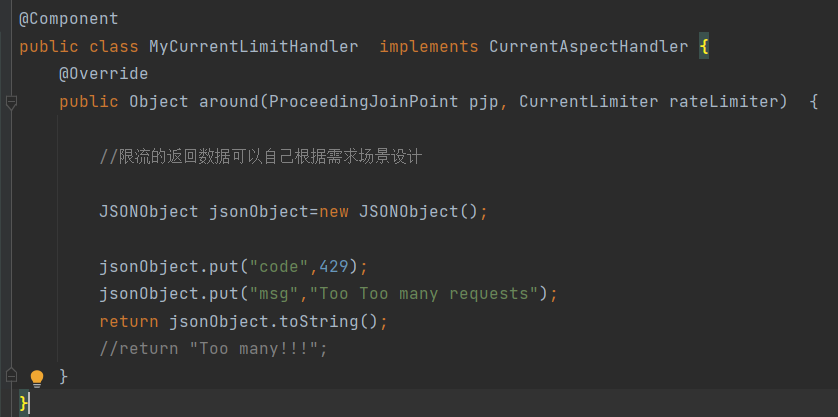 @Component
public class MyCurrentLimitHandler  implements CurrentAspectHandler {
@Override
public Object around(ProceedingJoinPoint pjp, CurrentLimiter rateLimiter)  {
//限流的返回数据可以自己根据需求场景设计
JSONObject jsonObject=new JSONObject();
jsonObject.put("code",429);
jsonObject.put("msg","Too Too many requests");
return jsonObject.toString();
//return "Too many!!!";
}
}